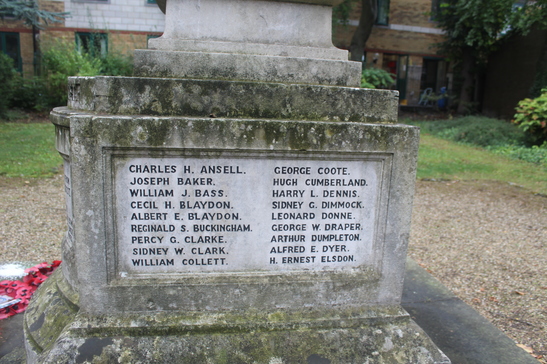 CHARLES H. ANSELL.
JOSEPH BAKER.
WILLIAM J. BASS.
CECIL H. BLAYDON.
ALBERT E. BLAYDON.
REGINALD S. BUCKINGHAM.
PERCY G. CLARKE.
SIDNEY W. CLARK.
WILLIAM COLLETT.
GEORGE COOTE.
HUGH CUMBERLAND.
HARRY L. DENNIS.
SIDNEY G. DIMMOCK.
LEONARD DONNE.
GEORGE W. DRAPER.
ARTHUR DUMPLETON.
ALFRED E. DYER.
H. ERNEST ELSDON.